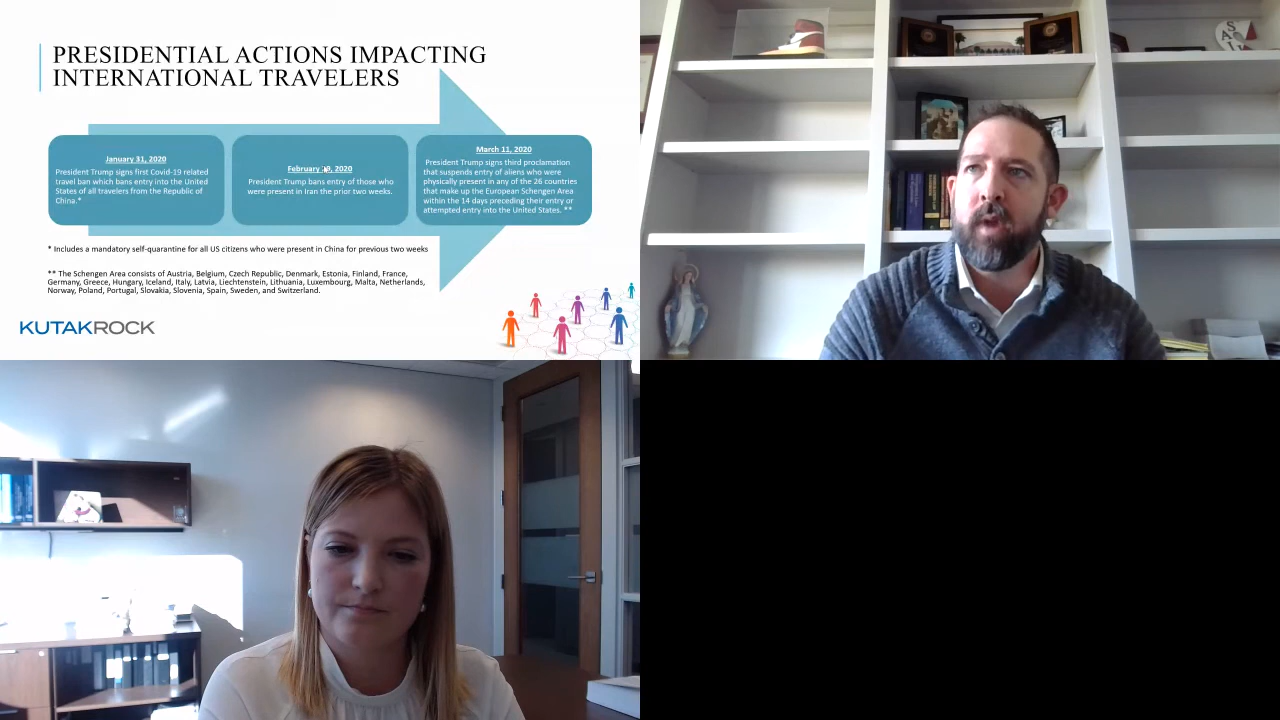 PRESIDENTIAL ACTIONS IMPACTING
INTERNATIONAL TRAVELERS
January 31, 2020
President Trump signs first Covid-19 related
travel ban which bans entry into the United
States of all travelers from the Republic of
China.*
February 2020
President Trump bans entry of those who
were present in Iran the prior two weeks.
March 11, 2020
President Trump signs third proclamation
that suspends entry of aliens who were
physically present in any of the 26 countries
that make up the European Schengen Area
within the 14 days preceding their entry or
attempted entry into the United States. **
* Includes a mandatory self-quarantine for all US citizens who were present in China for previous two weeks
** The Schengen Area consists of Austria, Belgium, Czech Republic, Denmark, Estonia, Finland, France,
Germany, Greece, Hungary, Iceland, Italy, Latvia, Liechtenstein, Lithuania, Luxembourg, Malta, Netherlands,
Norway, Poland, Portugal, Slovakia, Slovenia, Spain, Sweden, and Switzerland.
KUTAKROCK